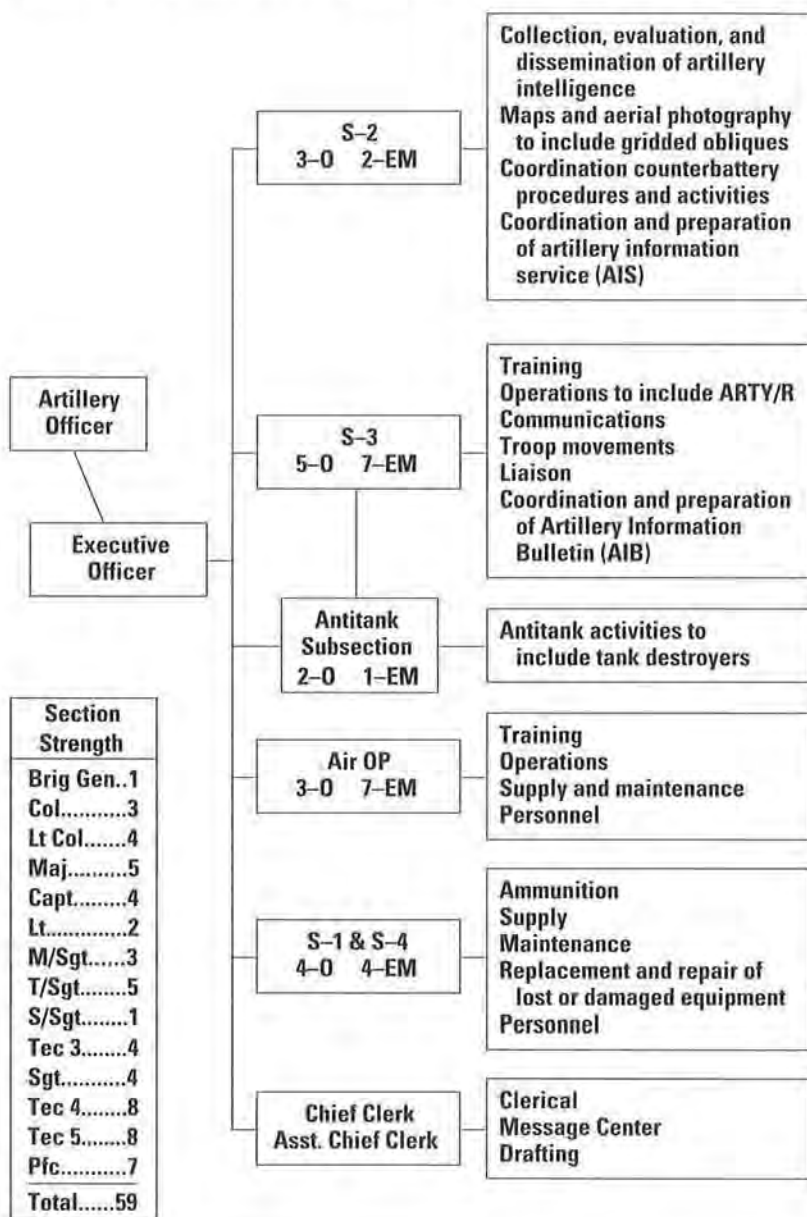 Artillery
Officer
Executive
Officer
S–2
3–O 2–EM
Collection, evaluation, and
dissemination of artillery
intelligence
Maps and aerial photography
to include gridded obliques
Coordination counterbattery
procedures and activities
Coordination and preparation
of artillery information
service (AIS)
S–3
5–O 7–EM
Training
Operations to include ARTY/R
Communications
Troop movements
Liaison
Coordination and preparation
of Artillery Information
Bulletin (AIB)
Antitank
Subsection
2–O 1–EM
Antitank activities to
include tank destroyers
Air OP
3–O 7–EM
Training
Operations
Supply and maintenance
Personnel
S–1 & S–4
4–O 4–EM
Ammunition
Supply
Maintenance
Replacement and repair of
lost or damaged equipment
Personnel
Chief Clerk
Asst. Chief Clerk
Clerical
Message Center
Drafting
Section
Strength
Brig Gen..1
Col...........3
Lt Col.......4
Maj..........5
Capt.........4
Lt.............2
M/Sgt......3
T/Sgt.......5
S/Sgt.......1
Tec 3........4
Sgt...........4
Tec 4........8
Tec 5........8
Pfc............7
Total......59